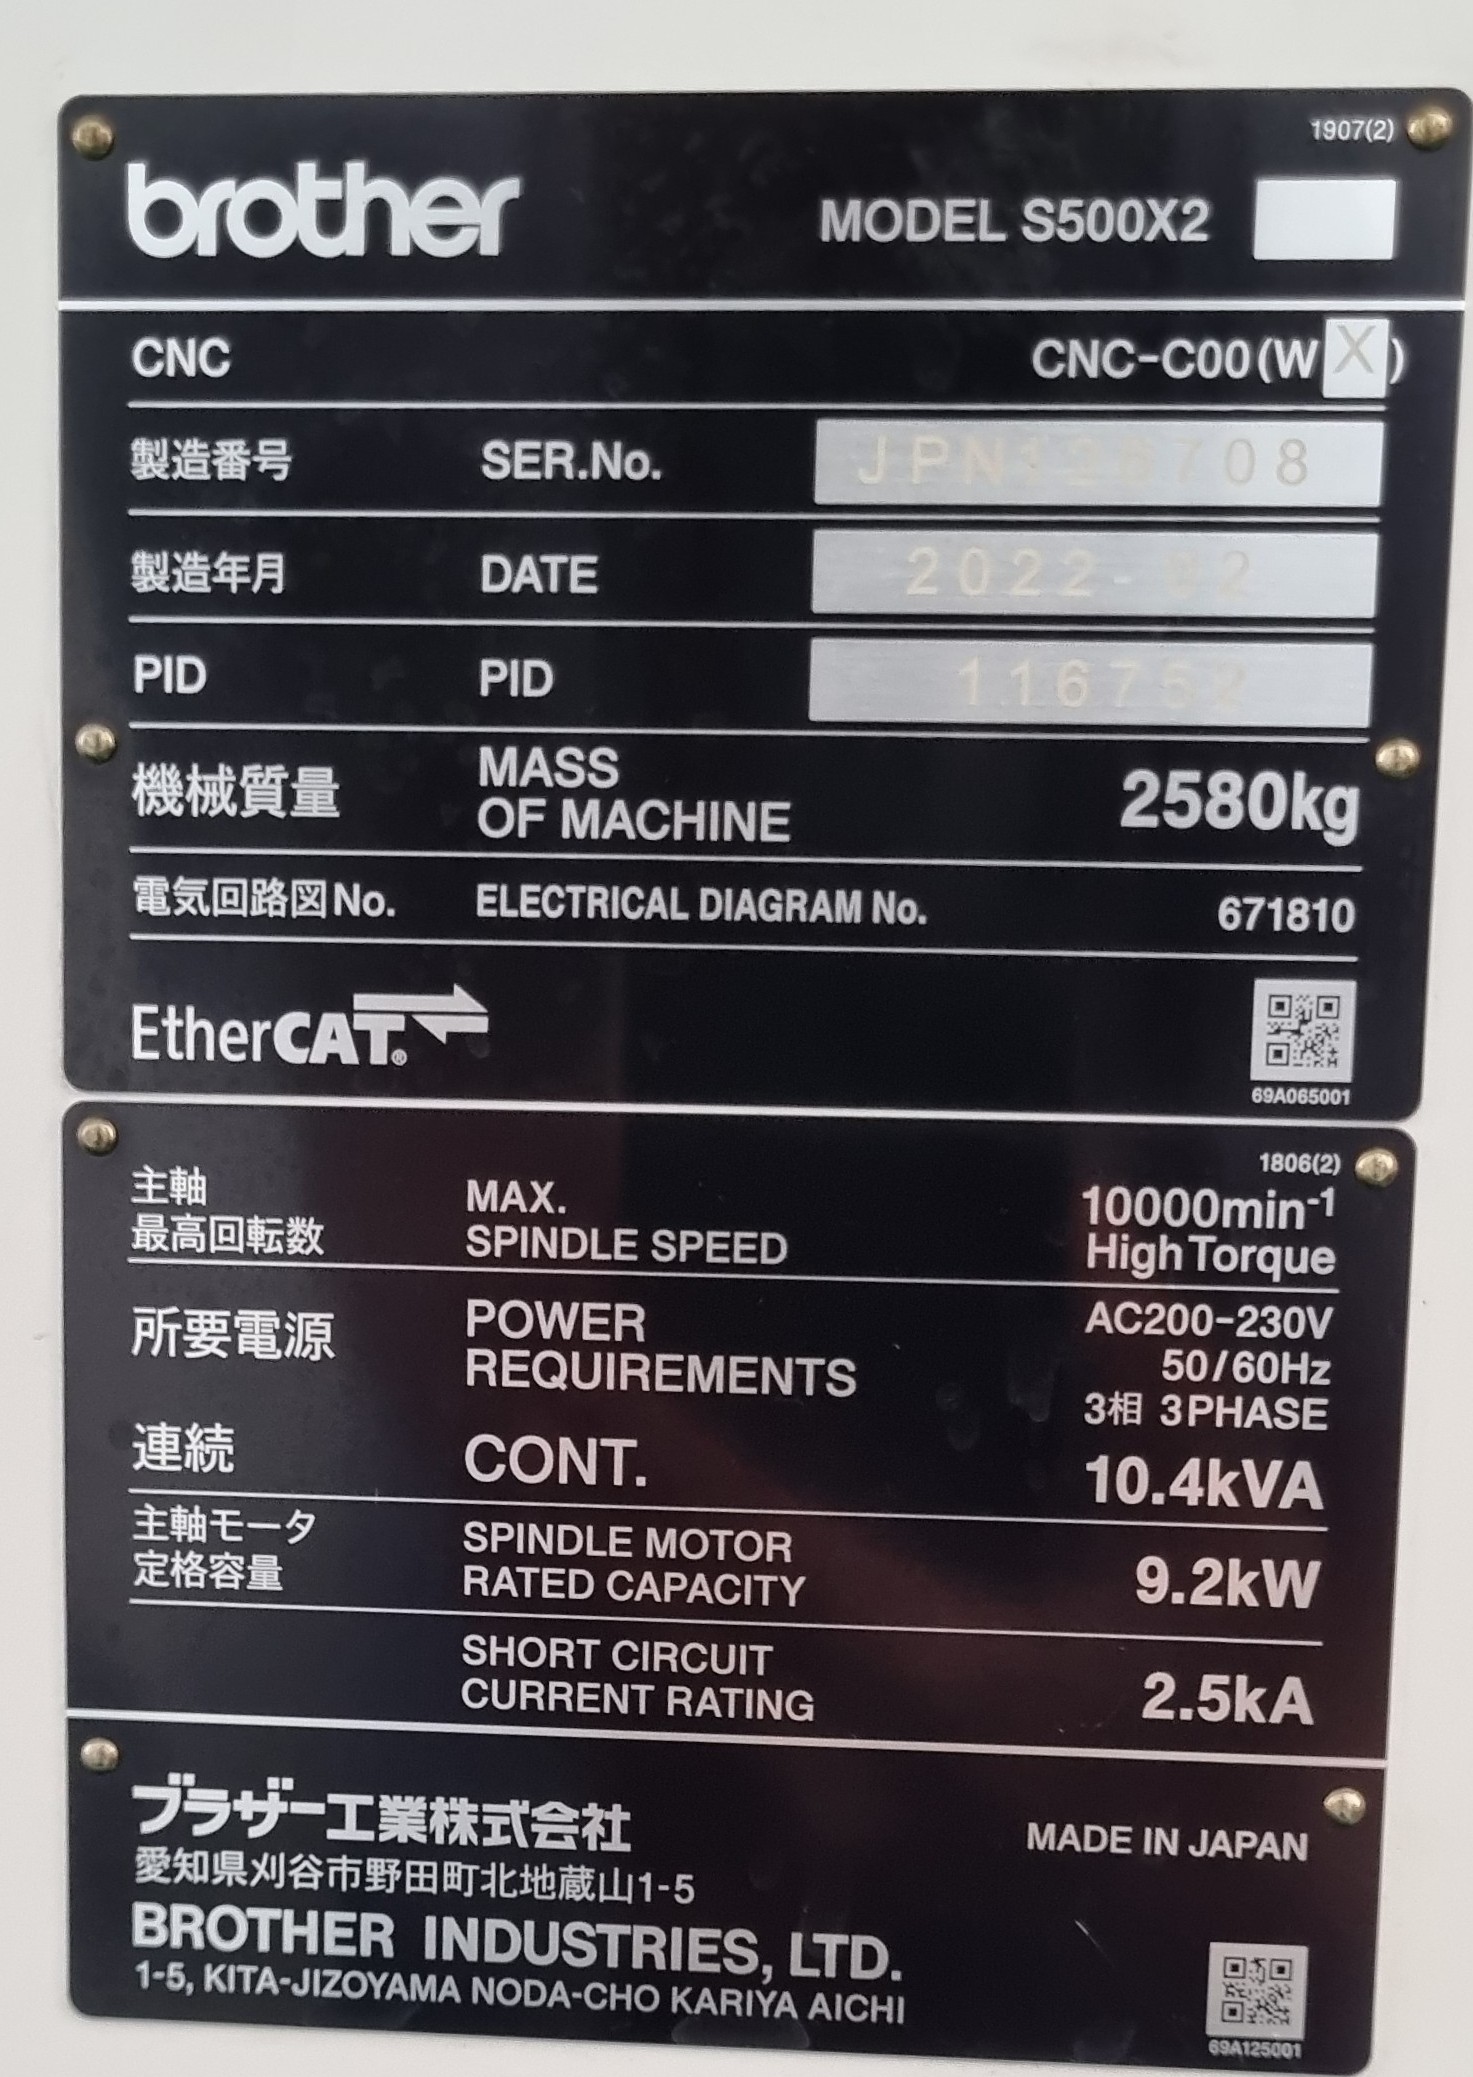 1907(2)
brother MODEL S500X2
CNC CNC-C00(WX)
製造番号 SER.No.
製造年月 DATE 2022-02
PID PID
機械質量 MASS OF MACHINE 2580kg
電気回路図No. ELECTRICAL DIAGRAM No. 671810
EtherCAT®
69A065001
1806(2)
主軸 最高回転数 MAX. SPINDLE SPEED 10000min-1 High Torque
所要電源 POWER REQUIREMENTS AC200-230V
50/60Hz
3相 3PHASE
連続 CONT. 10.4kVA
主軸モータ 定格容量 SPINDLE MOTOR RATED CAPACITY 9.2kW
SHORT CIRCUIT CURRENT RATING 2.5kA
ブラザー工業株式会社
愛知県刈谷市野田町北地蔵山1-5
MADE IN JAPAN
BROTHER INDUSTRIES, LTD.
1-5, KITA-JIZOYAMA NODA-CHO KARIYA AICHI
69A125001